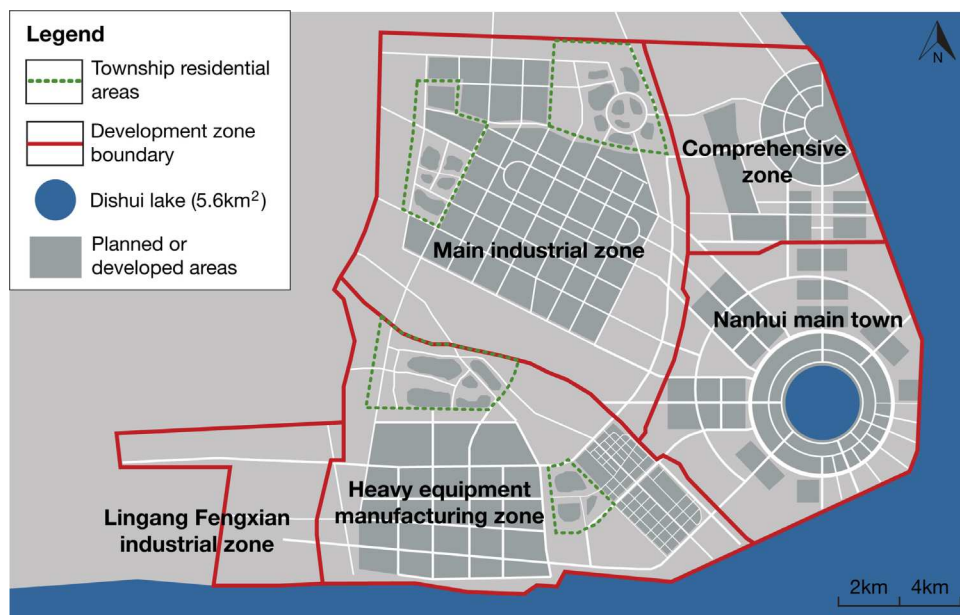 Legend
Township residential
areas
Development zone
boundary
Dishui lake (5.6km²)
Planned or
developed areas
N
Comprehensive
zone
Main industrial zone
Nanhui main town
Heavy equipment
manufacturing zone
Lingang Fengxian
industrial zone
2km 4km